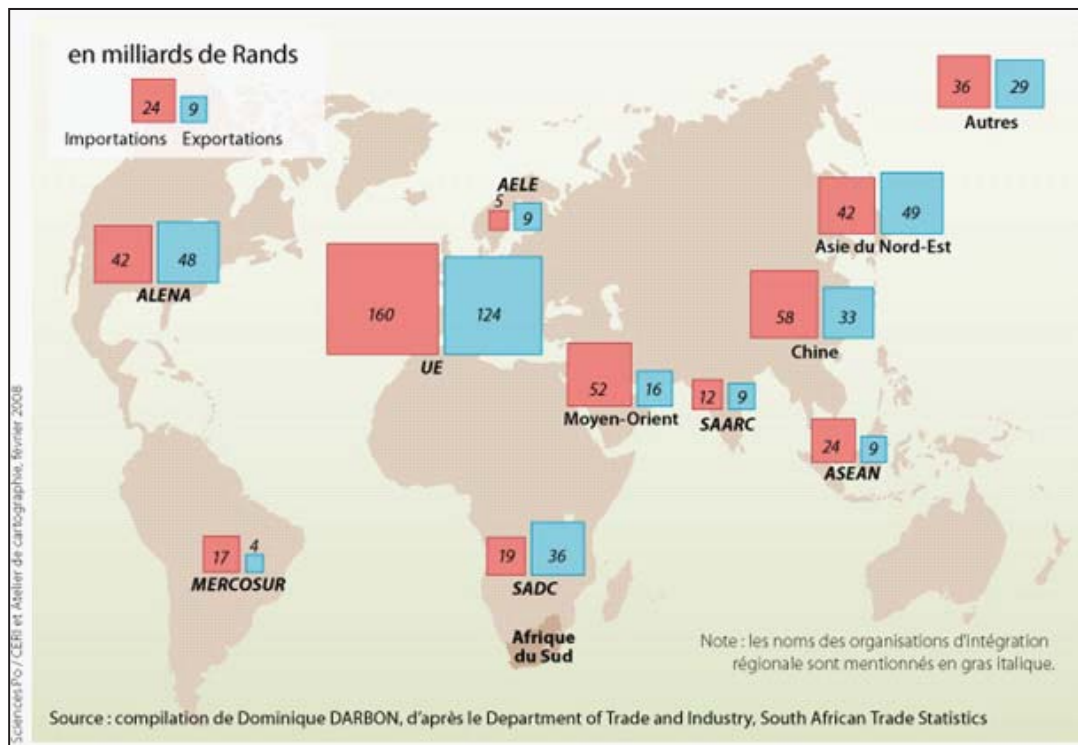 en milliards de Rands
24 9
Importations Exportations
36 29
Autres
AELE
5 9
42 49
Asie du Nord-Est
42 48
ALENA
160 124
UE
58 33
Chine
52 16
Moyen-Orient
12 9
SAARC
24 9
ASEAN
17 4
MERCOSUR
19 36
SADC
Afrique
du Sud
Note : les noms des organisations d'intégration
régionale sont mentionnés en gras italique.
Source : compilation de Dominique DARBON, d'après le Department of Trade and Industry, South African Trade Statistics
Sciences Po / CERI et Atelier de cartographie, février 2008